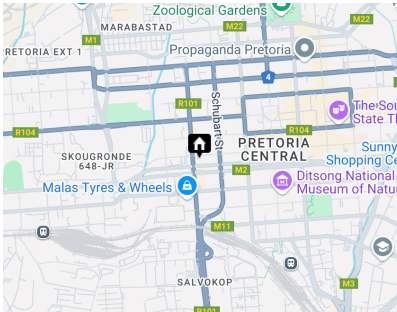 Zoological Gardens
MARABASTAD
M22
M22
M1
PRETORIA EXT 1
Propaganda Pretoria
4
R101
Schubart St
The Sou
State Th
R104
R104
PRETORIA
CENTRAL
Sunny
Shopping Ce
SKOUGRONDE
648-JR
M2
Malas Tyres & Wheels
Ditsong National
Museum of Natur
M11
SALVOKOP
M3
R101